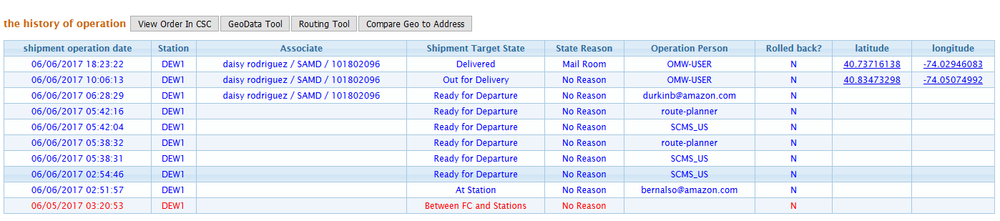 the history of operation View Order In CSC GeoData Tool Routing Tool Compare Geo to Address
shipment operation date Station Associate Shipment Target State State Reason Operation Person Rolled back? latitude longitude
06/06/2017 18:23:22 DEW1 daisy rodriguez / SAMD / 101802096 Delivered Mail Room OMW-USER N 40.73716138 -74.02946083
06/06/2017 10:06:13 DEW1 daisy rodriguez / SAMD / 101802096 Out for Delivery No Reason OMW-USER N 40.83473298 -74.05074992
06/06/2017 06:28:29 DEW1 daisy rodriguez / SAMD / 101802096 Ready for Departure No Reason durkinb@amazon.com N
06/06/2017 05:42:16 DEW1 Ready for Departure No Reason route-planner N
06/06/2017 05:42:04 DEW1 Ready for Departure No Reason SCMS_US N
06/06/2017 05:38:32 DEW1 Ready for Departure No Reason route-planner N
06/06/2017 05:38:31 DEW1 Ready for Departure No Reason SCMS_US N
06/06/2017 02:54:46 DEW1 Ready for Departure No Reason SCMS_US N
06/06/2017 02:51:57 DEW1 At Station No Reason bernalso@amazon.com N
06/05/2017 03:20:53 DEW1 Between FC and Stations No Reason N